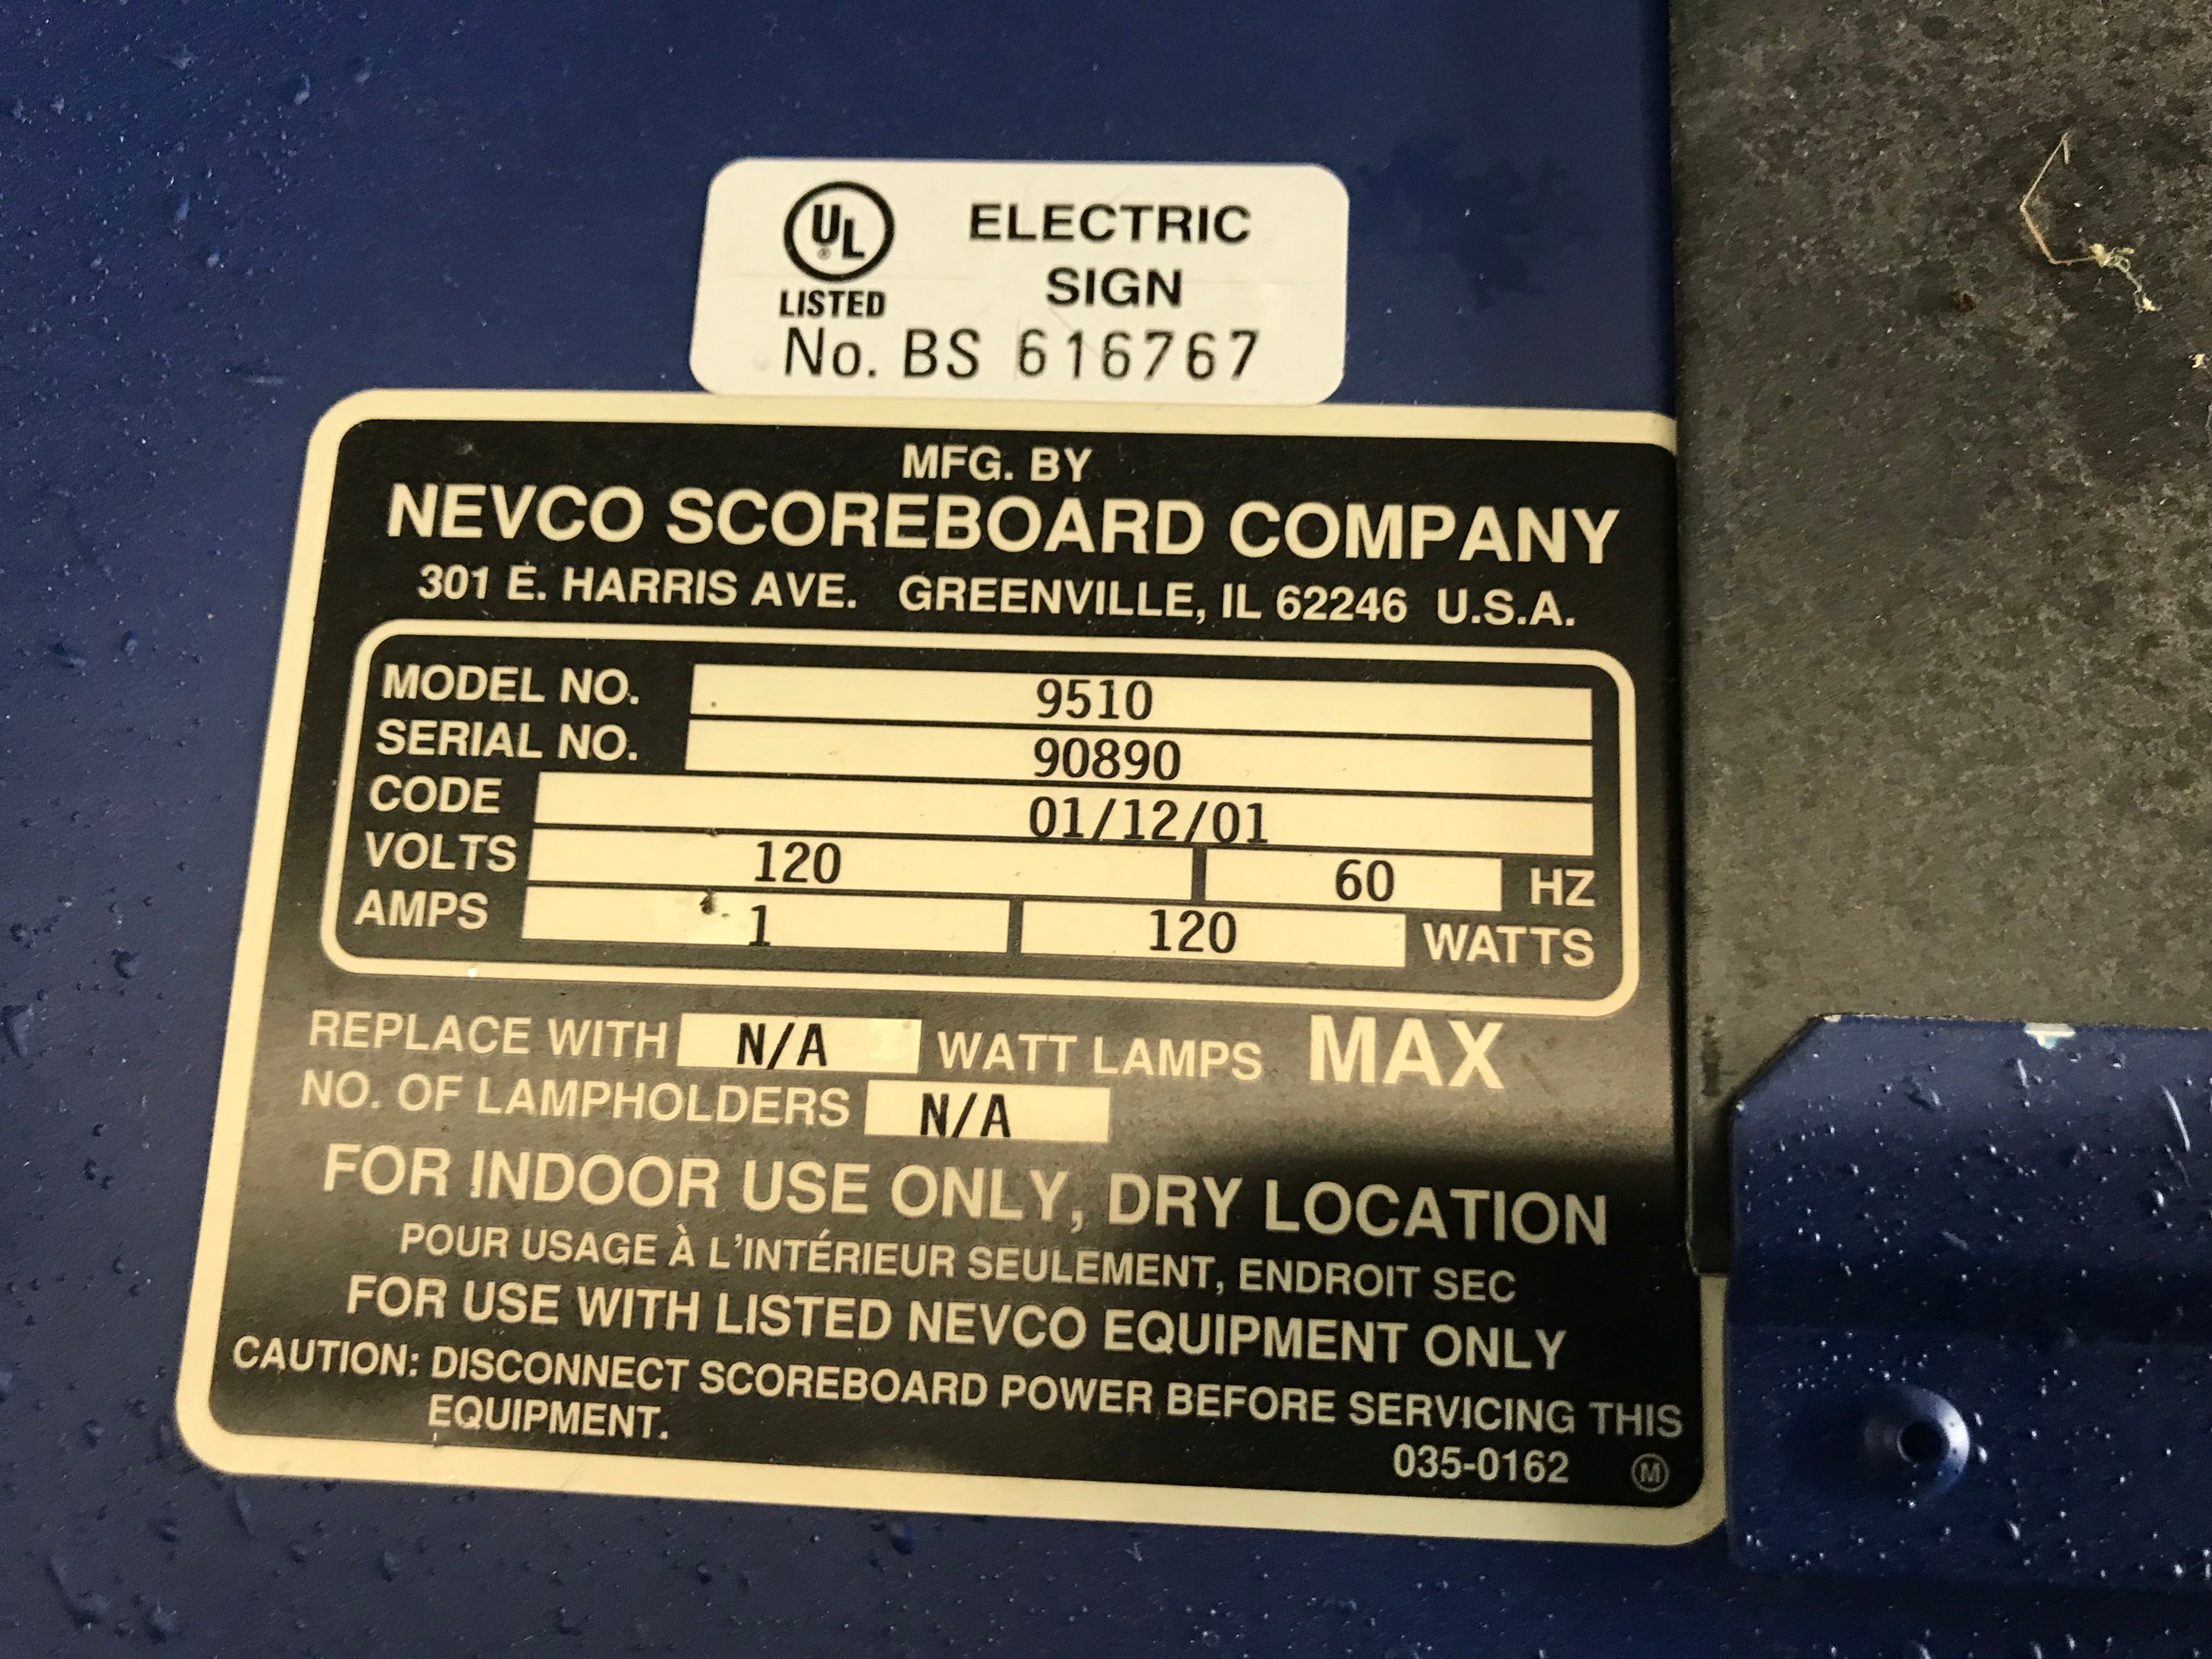 UL
®
LISTED
ELECTRIC
SIGN
No. BS 616767
MFG. BY
NEVCO SCOREBOARD COMPANY
301 E. HARRIS AVE. GREENVILLE, IL 62246 U.S.A.
MODEL NO. 9510
SERIAL NO. 90890
CODE 01/12/01
VOLTS 120 60 HZ
AMPS 1 120 WATTS
REPLACE WITH N/A WATT LAMPS MAX
NO. OF LAMPHOLDERS N/A
FOR INDOOR USE ONLY, DRY LOCATION
POUR USAGE À L'INTÉRIEUR SEULEMENT, ENDROIT SEC
FOR USE WITH LISTED NEVCO EQUIPMENT ONLY
CAUTION: DISCONNECT SCOREBOARD POWER BEFORE SERVICING THIS
EQUIPMENT.
035-0162 M